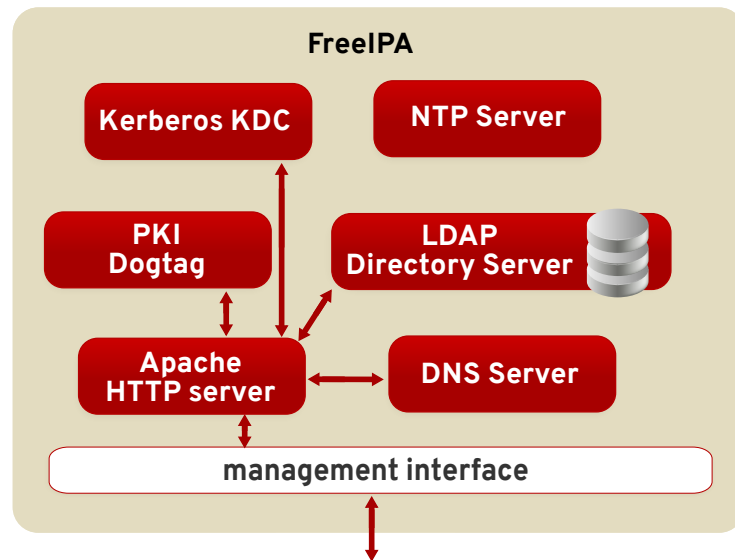 FreeIPA
Kerberos KDC
NTP Server
PKI
Dogtag
LDAP
Directory Server
Apache
HTTP server
DNS Server
management interface